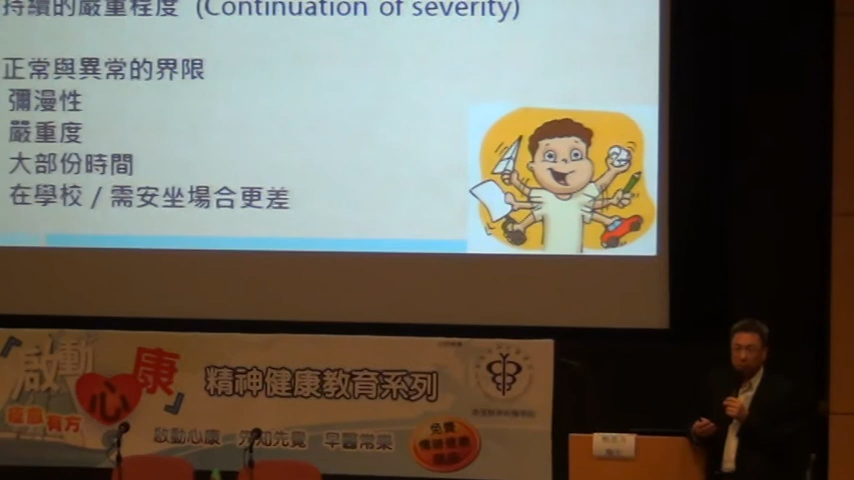 持續的嚴重程度 (Continuation of severity)
正常與異常的界限
彌漫性
嚴重度
大部份時間
在學校 / 需安坐場合更差
「啟動心康」
精神健康教育系列
啟動心康 先知先覺 早醫常樂
免費